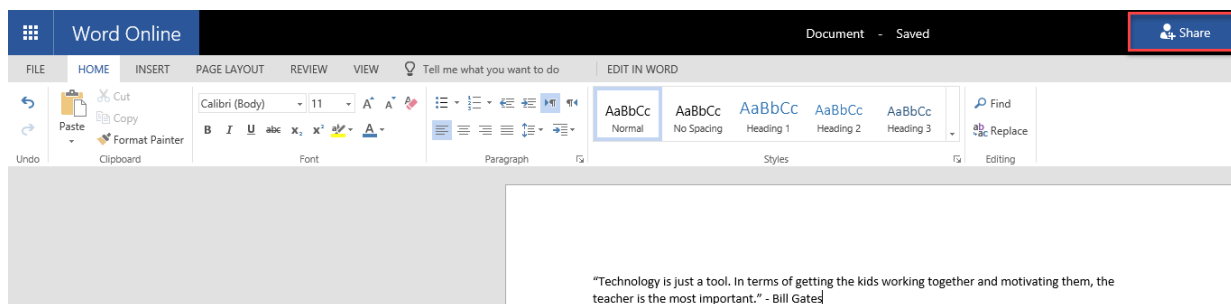 Word Online
Document - Saved
Share
FILE HOME INSERT PAGE LAYOUT REVIEW VIEW Tell me what you want to do EDIT IN WORD
Cut
Copy
Format Painter
Paste
Calibri (Body) 11 A A
B I U abc x₂ x² aby A
AaBbCc AaBbCc AaBbCc AaBbCc AaBbCc
Normal No Spacing Heading 1 Heading 2 Heading 3
Find
Replace
Undo Clipboard Font Paragraph Styles Editing
“Technology is just a tool. In terms of getting the kids working together and motivating them, the
teacher is the most important.” - Bill Gates